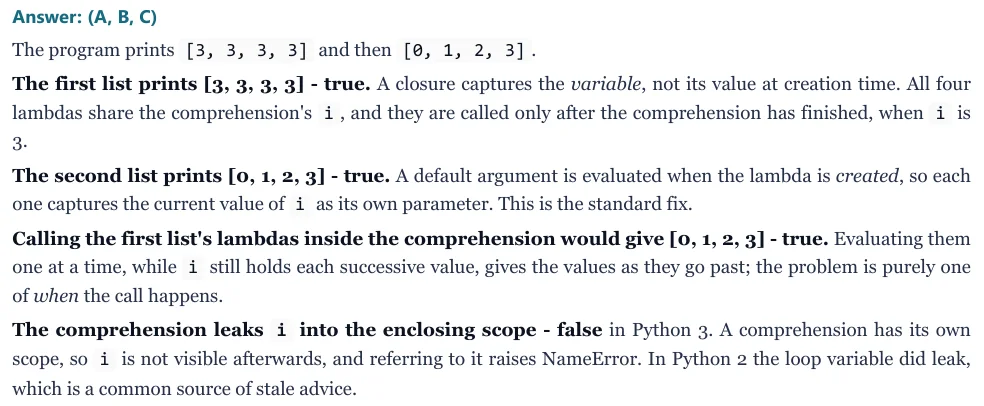 Answer: (A, B, C)
The program prints [3, 3, 3, 3] and then [0, 1, 2, 3] .
The first list prints [3, 3, 3, 3] - true. A closure captures the variable, not its value at creation time. All four
lambdas share the comprehension's i , and they are called only after the comprehension has finished, when i is
3.
The second list prints [0, 1, 2, 3] - true. A default argument is evaluated when the lambda is created, so each
one captures the current value of i as its own parameter. This is the standard fix.
Calling the first list's lambdas inside the comprehension would give [0, 1, 2, 3] - true. Evaluating them
one at a time, while i still holds each successive value, gives the values as they go past; the problem is purely one
of when the call happens.
The comprehension leaks i into the enclosing scope - false in Python 3. A comprehension has its own
scope, so i is not visible afterwards, and referring to it raises NameError. In Python 2 the loop variable did leak,
which is a common source of stale advice.